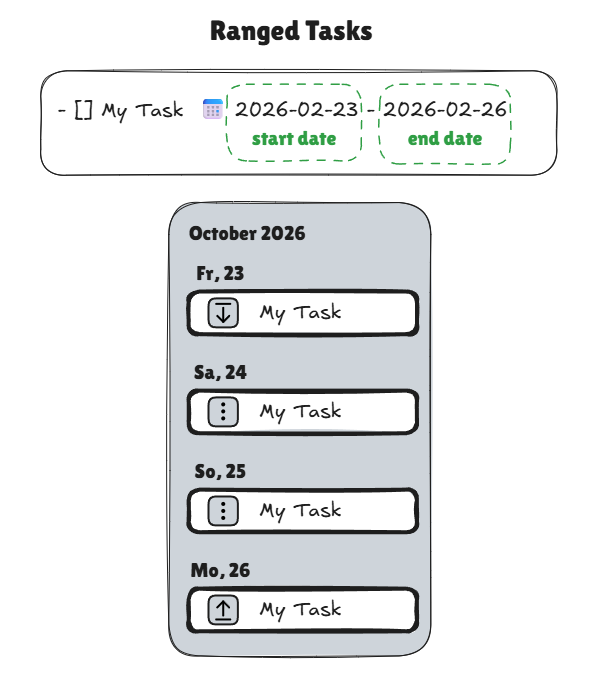 Ranged Tasks
- [] My Task 2026-02-23 - 2026-02-26
start date end date
October 2026
Fr, 23
My Task
Sa, 24
My Task
So, 25
My Task
Mo, 26
My Task